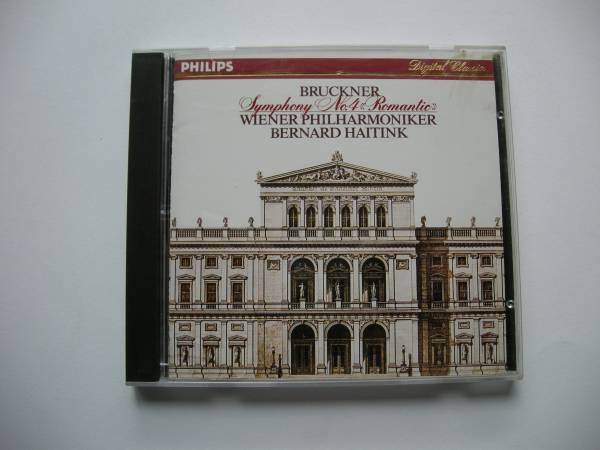 PHILIPS
Digital Classics
BRUCKNER
Symphony No.4 "Romantic"
WIENER PHILHARMONIKER
BERNARD HAITINK